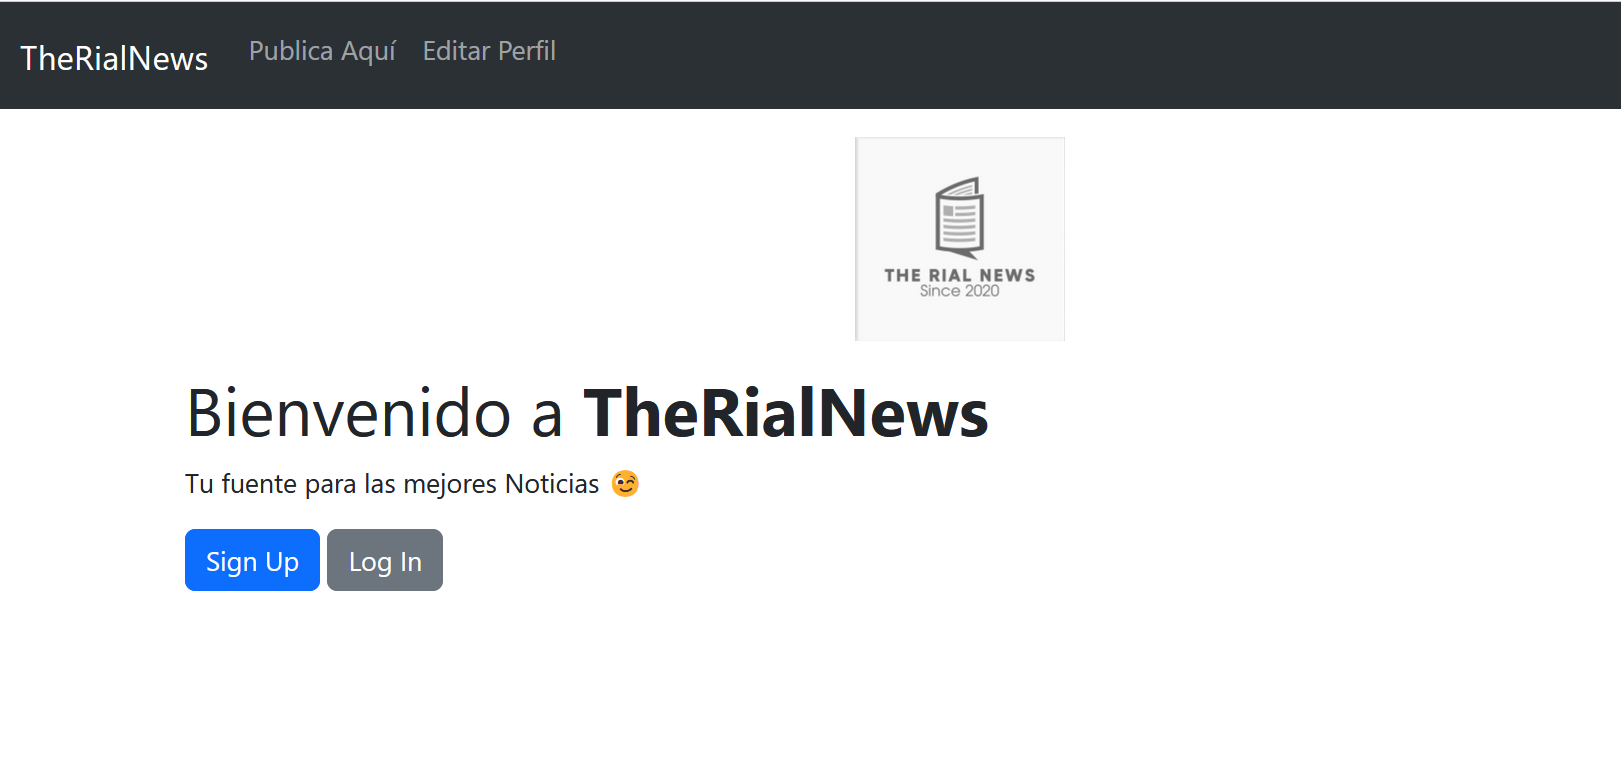 TheRialNews Publica Aquí Editar Perfil
THE RIAL NEWS
Since 2020
Bienvenido a TheRialNews
Tu fuente para las mejores Noticias 😉
Sign Up Log In